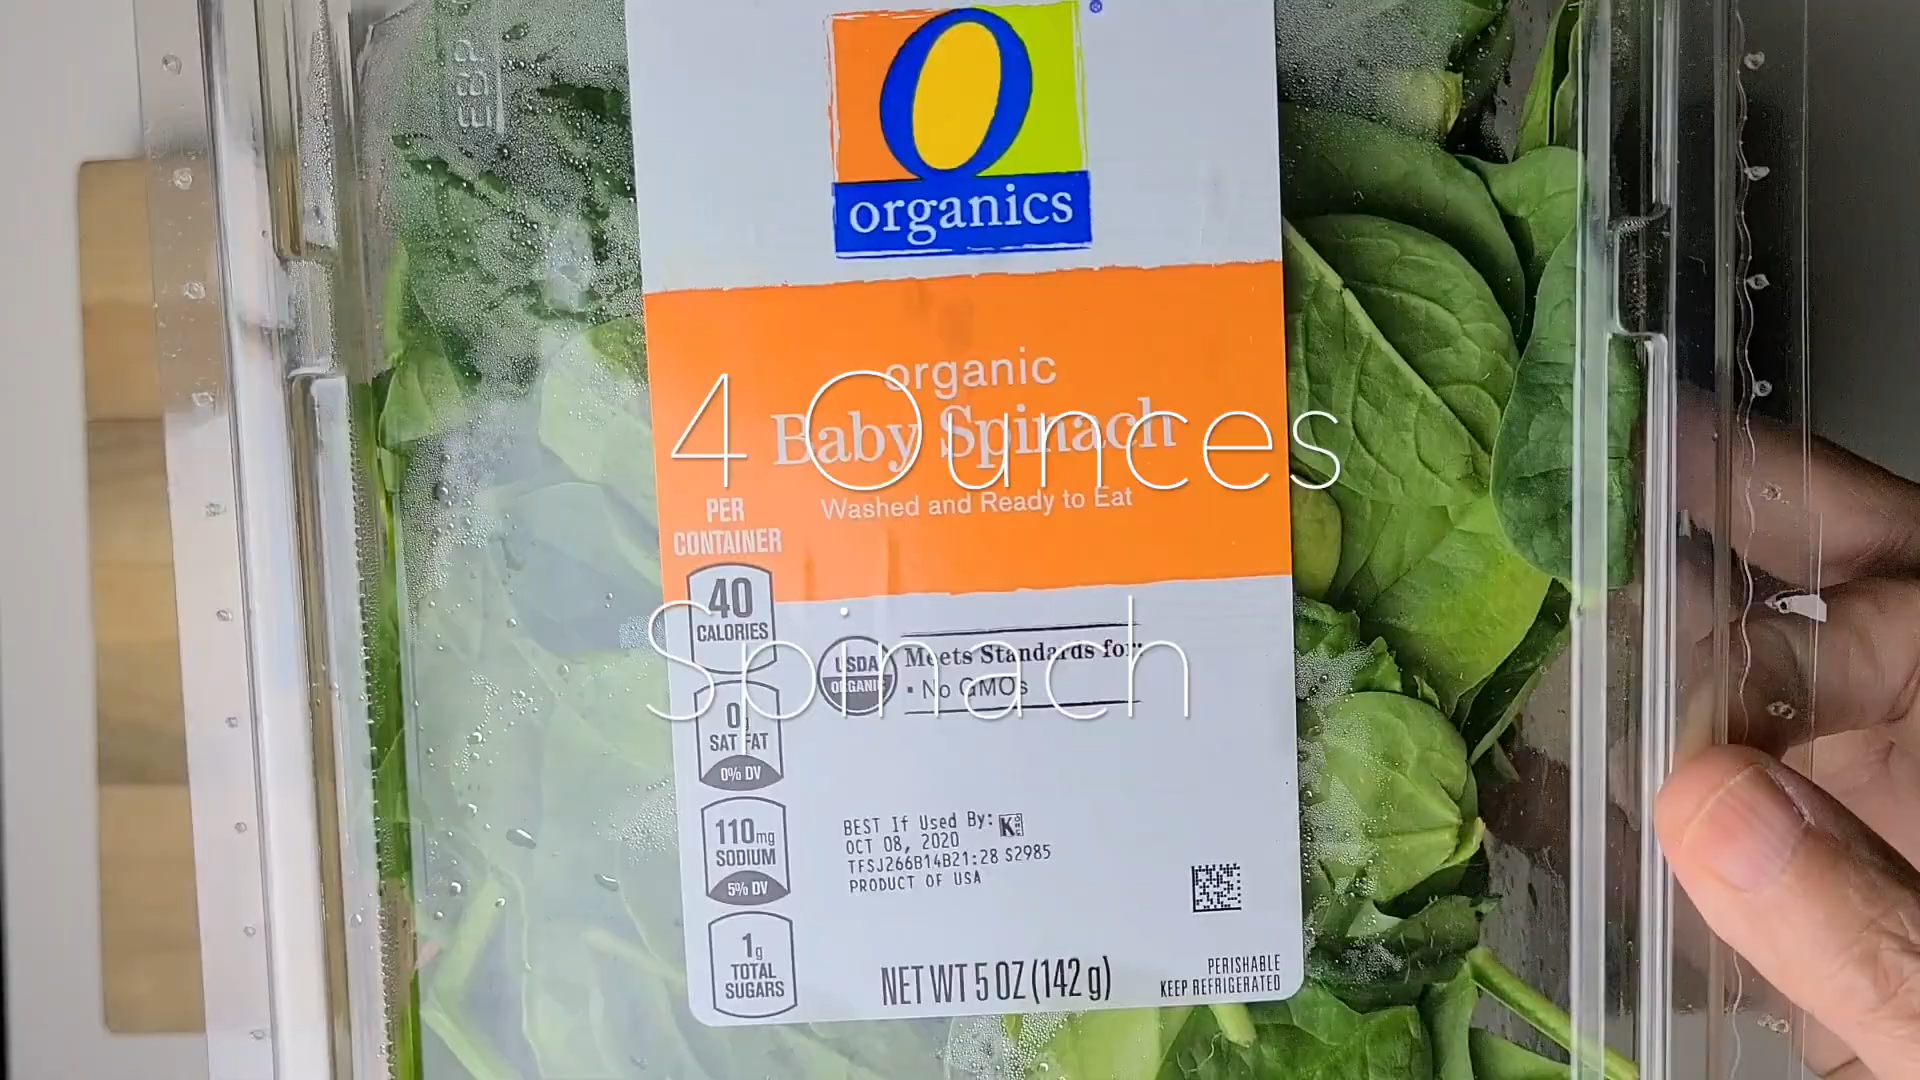 O
organics
organic
Baby Spinach
Washed and Ready to Eat
4 Ounces
Spinach
PER
CONTAINER
40
CALORIES
0g
SAT FAT
0% DV
110mg
SODIUM
5% DV
1g
TOTAL
SUGARS
USDA
ORGANIC
Meets Standards for:
• No GMOs
BEST If Used By:
OCT 08, 2020
TFSJ266B14B21:28 S2985
PRODUCT OF USA
NET WT 5 OZ (142 g)
PERISHABLE
KEEP REFRIGERATED